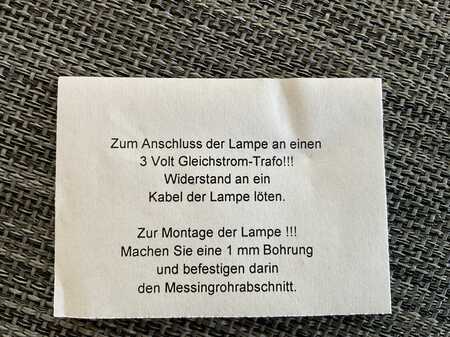 Zum Anschluss der Lampe an einen
3 Volt Gleichstrom-Trafo!!!
Widerstand an ein
Kabel der Lampe löten.
Zur Montage der Lampe !!!
Machen Sie eine 1 mm Bohrung
und befestigen darin
den Messingrohrabschnitt.